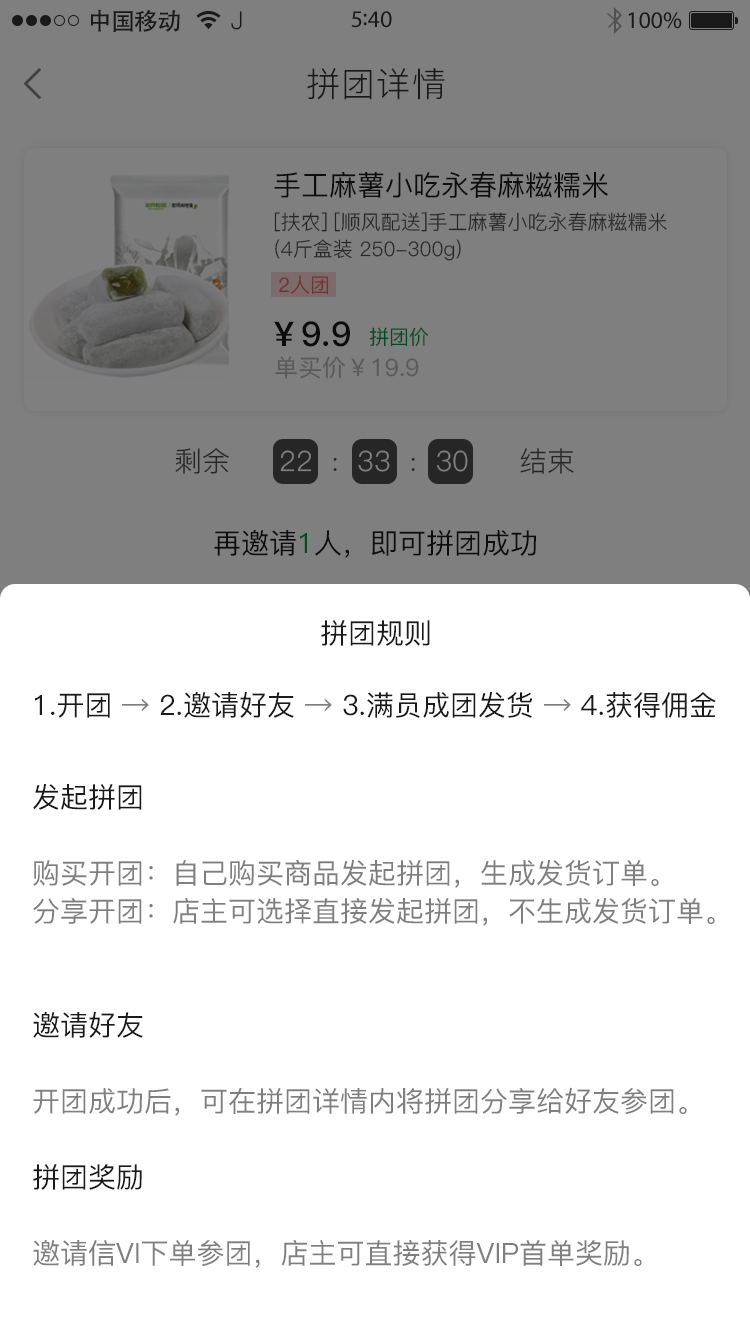 中国移动 5:40 100%
拼团详情
手工麻薯小吃永春麻糍糯米
[扶农] [顺风配送]手工麻薯小吃永春麻糍糯米
(4斤盒装 250-300g)
2人团
¥ 9.9 拼团价
单买价 ¥ 19.9
剩余 22 : 33 : 30 结束
再邀请1人，即可拼团成功
拼团规则
1.开团 → 2.邀请好友 → 3.满员成团发货 → 4.获得佣金
发起拼团
购买开团：自己购买商品发起拼团，生成发货订单。
分享开团：店主可选择直接发起拼团，不生成发货订单。
邀请好友
开团成功后，可在拼团详情内将拼团分享给好友参团。
拼团奖励
邀请信VI下单参团，店主可直接获得VIP首单奖励。